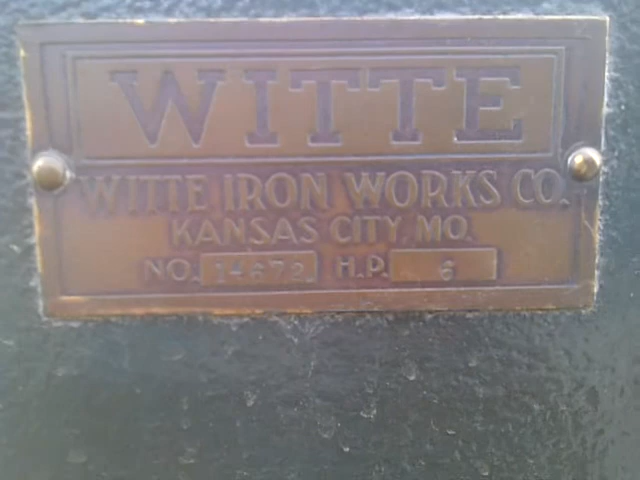 WITTE
WITTE IRON WORKS CO.
KANSAS CITY, MO.
NO. 14672 H.P. 6